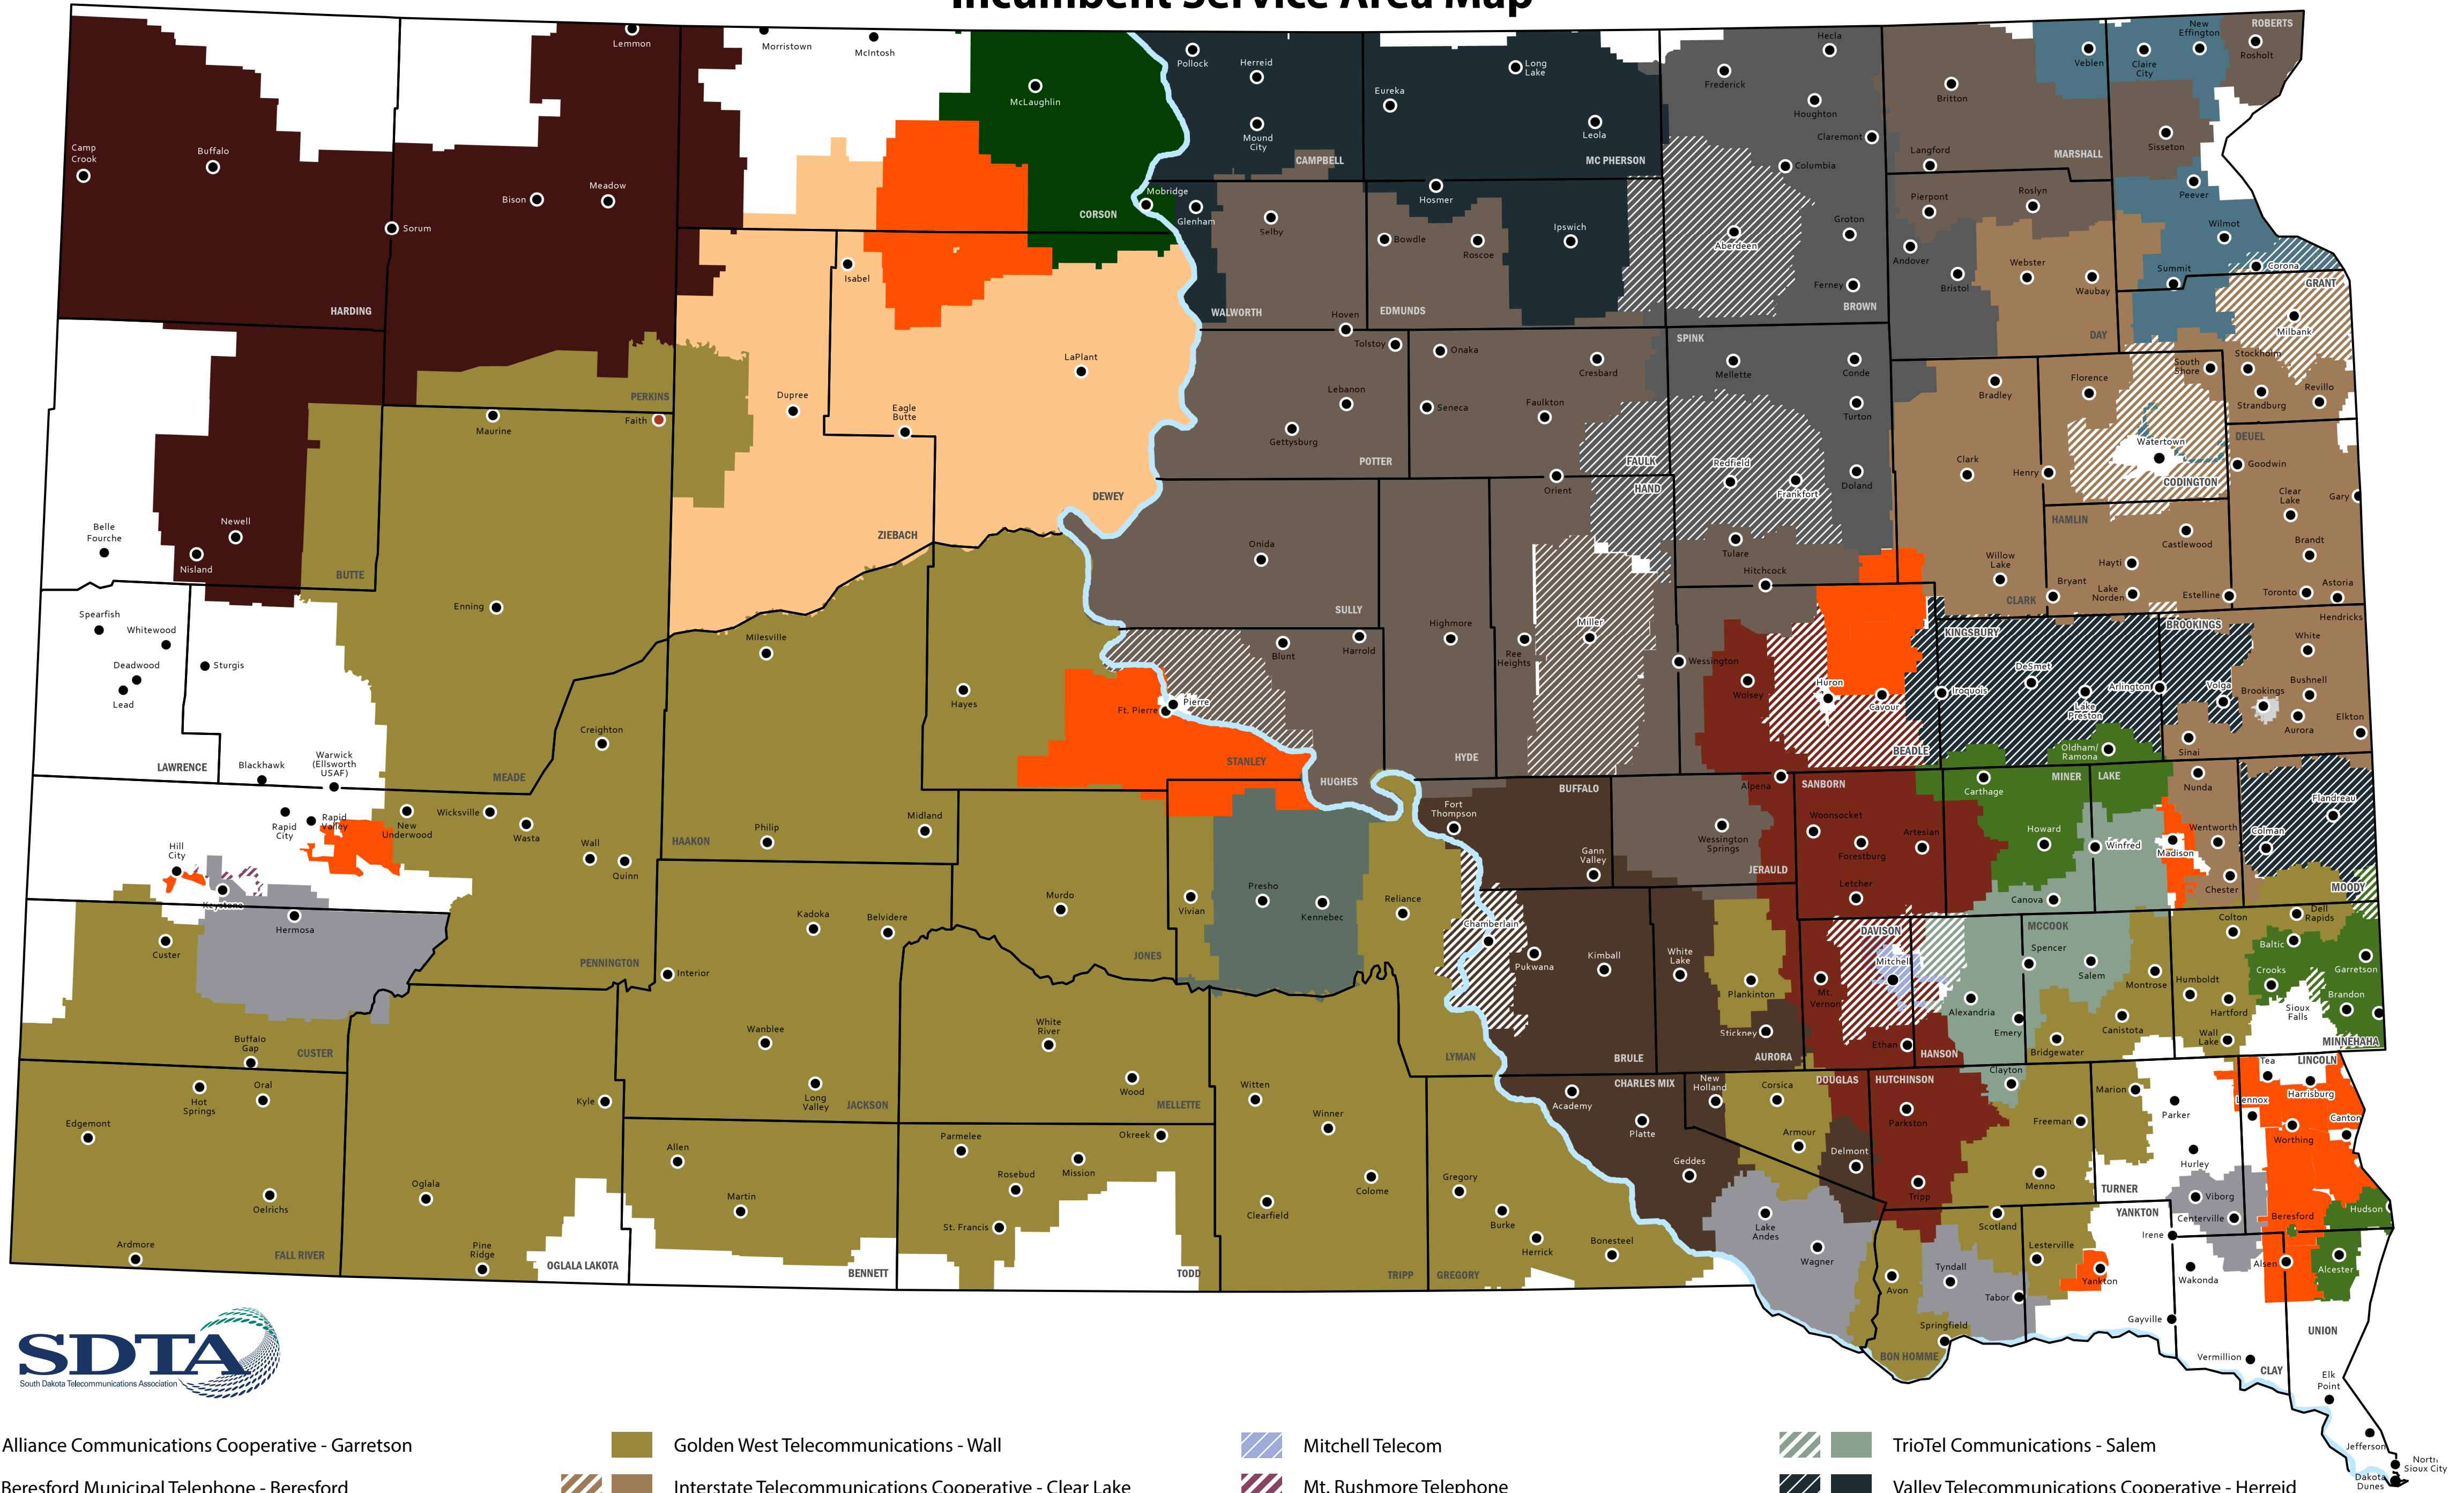 Incumbent Service Area Map
ROBERTS
New
Effington
Rosholt
Veblen
Claire
City
Hecla
Lemmon
Morristown
McIntosh
Pollock
Herreid
Long
Lake
Frederick
Eureka
McLaughlin
Houghton
Britton
Mound
City
Leola
Claremont
Sisseton
Camp
Crook
Buffalo
CAMPBELL
MC PHERSON
Columbia
Langford
MARSHALL
Bison
Meadow
Mobridge
Glenham
Hosmer
Peever
Pierpont
Roslyn
CORSON
Selby
Sorum
Bowdle
Roscoe
Ipswich
Aberdeen
Groton
Wilmot
Andover
Isabel
Webster
Waubay
Summit
Corona
Bristol
Ferney
GRANT
HARDING
WALWORTH
EDMUNDS
BROWN
Hoven
Milbank
Tolstoy
Onaka
SPINK
DAY
LaPlant
Cresbard
Mellette
Conde
South
Shore
Stockholm
Florence
Bradley
Revillo
Strandburg
PERKINS
Dupree
Eagle
Butte
Lebanon
Seneca
Faulkton
Turton
Maurine
Faith
Gettysburg
Watertown
DEUEL
POTTER
FAULK
Redfield
Clark
Henry
Goodwin
HAND
Orient
Frankfort
Doland
CODINGTON
DEWEY
Clear
Lake
Gary
Belle
Fourche
Newell
ZIEBACH
HAMLIN
Nisland
Onida
Tulare
Castlewood
Brandt
BUTTE
Hitchcock
Willow
Lake
Hayti
Bryant
Lake
Norden
Estelline
Toronto
Astoria
Enning
CLARK
SULLY
Hendricks
Spearfish
Whitewood
Milesville
Highmore
Miller
KINGSBURY
BROOKINGS
White
Deadwood
Sturgis
Lead
Blunt
Harrold
Ree
Heights
Wessington
DeSmet
Wolsey
Huron
Cavour
Iroquois
Lake
Preston
Arlington
Volga
Brookings
Bushnell
Aurora
Elkton
Hayes
Ft. Pierre
Pierre
Creighton
BEADLE
Oldham/
Ramona
Sinai
LAWRENCE
Blackhawk
Warwick
(Ellsworth
USAF)
MEADE
STANLEY
HUGHES
HYDE
BUFFALO
Alpena
SANBORN
Carthage
MINER
LAKE
Nunda
Rapid
City
Rapid
Valley
New
Underwood
Wicksville
Wasta
Wall
Quinn
Philip
HAAKON
Midland
Fort
Thompson
Wessington
Springs
Woonsocket
Forestburg
Artesian
Howard
Winfred
Madison
Wentworth
Colman
Flandreau
Hill
City
Keystone
Hermosa
Gann
Valley
JERAULD
Letcher
Canova
Chester
MOODY
Custer
Kadoka
Belvidere
Murdo
Vivian
Presho
Kennebec
Reliance
Chamberlain
Pukwana
Kimball
White
Lake
Plankinton
DAVISON
Mitchell
MCCOOK
Spencer
Salem
Montrose
Colton
Dell
Rapids
Baltic
Humboldt
Crooks
Garretson
PENNINGTON
Interior
JONES
Mt.
Vernon
Alexandria
Emery
Hartford
Sioux
Falls
Brandon
Buffalo
Gap
CUSTER
Wanblee
White
River
LYMAN
BRULE
Stickney
AURORA
Ethan
HANSON
Bridgewater
Canistota
Wall
Lake
MINNEHAHA
Hot
Springs
Oral
Edgemont
Kyle
Long
Valley
JACKSON
Wood
MELLETTE
Witten
Winner
Academy
CHARLES MIX
Platte
New
Holland
Corsica
DOUGLAS
HUTCHINSON
Clayton
Parkston
Marion
Freeman
Parker
Tea
LINCOLN
Lennox
Harrisburg
Canton
Worthing
Allen
Parmelee
Okreek
Armour
Delmont
Geddes
Oelrichs
Oglala
Martin
Rosebud
Mission
St. Francis
Clearfield
Colome
Gregory
Burke
Herrick
Bonesteel
Tripp
Menno
Hurley
TURNER
Viborg
Centerville
YANKTON
Irene
Hudson
Beresford
Lake
Andes
Wagner
Scotland
Lesterville
Ardmore
FALL RIVER
Pine
Ridge
OGLALA LAKOTA
BENNETT
TODD
TRIPP
GREGORY
Avon
Tyndall
Tabor
Yankton
Wakonda
Alsen
Alcester
Springfield
BON HOMME
Gayville
Vermillion
CLAY
UNION
Elk
Point
Jefferson
North
Sioux City
Dakota
Dunes
SDTA
South Dakota Telecommunications Association
Alliance Communications Cooperative - Garretson
Golden West Telecommunications - Wall
Mitchell Telecom
TrioTel Communications - Salem
Beresford Municipal Telephone - Beresford
Interstate Telecommunications Cooperative - Clear Lake
Mt. Rushmore Telephone
Valley Telecommunications Cooperative - Herreid